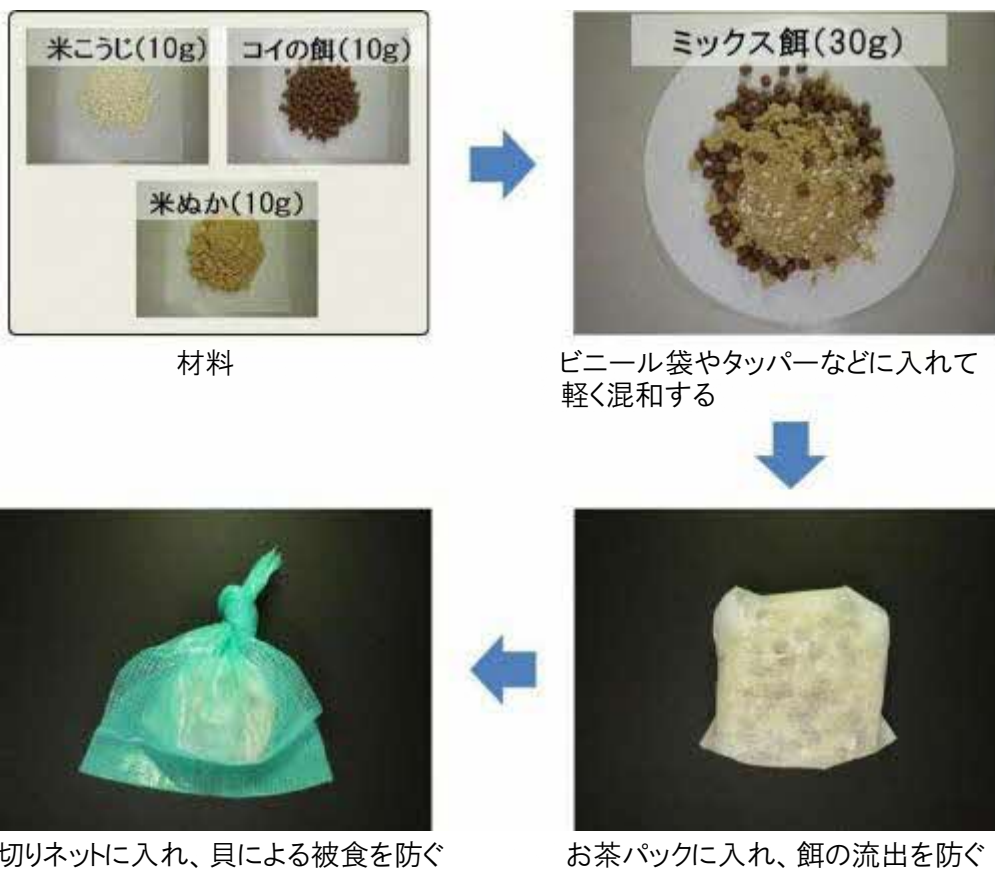 米こうじ(10g)
コイの餌(10g)
米ぬか(10g)
材料
ミックス餌(30g)
ビニール袋やタッパーなどに入れて
軽く混和する
お茶パックに入れ、餌の流出を防ぐ
切りネットに入れ、貝による被食を防ぐ